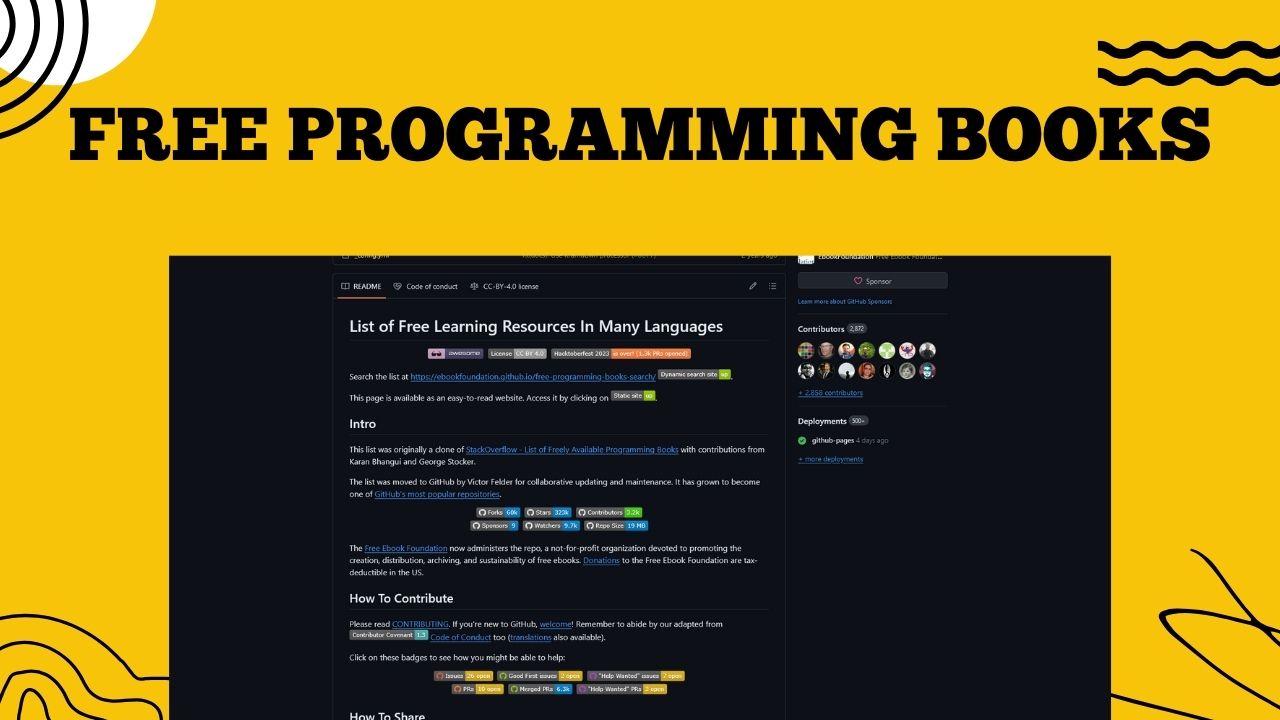 FREE PROGRAMMING BOOKS
_config.yml
2 years ago
EbookFoundation Free Ebook Foundat...
README Code of conduct CC-BY-4.0 license
Sponsor
Learn more about GitHub Sponsors
List of Free Learning Resources In Many Languages
Contributors 2,872
awesome License CC BY 4.0 Hacktoberfest 2023 is over! (1.3k PRs opened)
Search the list at https://ebookfoundation.github.io/free-programming-books-search/ Dynamic search site up.
This page is available as an easy-to-read website. Access it by clicking on Static site up.
+ 2,858 contributors
Intro
Deployments 500+
github-pages 4 days ago
+ more deployments
This list was originally a clone of StackOverflow - List of Freely Available Programming Books with contributions from
Karan Bhangui and George Stocker.
The list was moved to GitHub by Victor Felder for collaborative updating and maintenance. It has grown to become
one of GitHub's most popular repositories.
Forks 60k Stars 323k Contributors 3.2k
Sponsors 9 Watchers 9.7k Repo Size 19 MB
The Free Ebook Foundation now administers the repo, a not-for-profit organization devoted to promoting the
creation, distribution, archiving, and sustainability of free ebooks. Donations to the Free Ebook Foundation are tax-
deductible in the US.
How To Contribute
Please read CONTRIBUTING. If you're new to GitHub, welcome! Remember to abide by our adapted from
Contributor Covenant 1.3 Code of Conduct too (translations also available).
Click on these badges to see how you might be able to help:
Issues 26 open Good First issues 2 open "Help Wanted" issues 7 open
PRs 10 open Merged PRs 6.3k "Help Wanted" PRs 3 open
How To Share